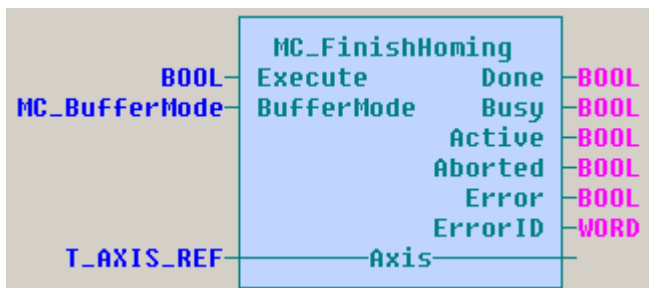 MC_FinishHoming
BOOL Execute Done BOOL
MC_BufferMode BufferMode Busy BOOL
Active BOOL
Aborted BOOL
Error BOOL
ErrorID WORD
T_AXIS_REF Axis